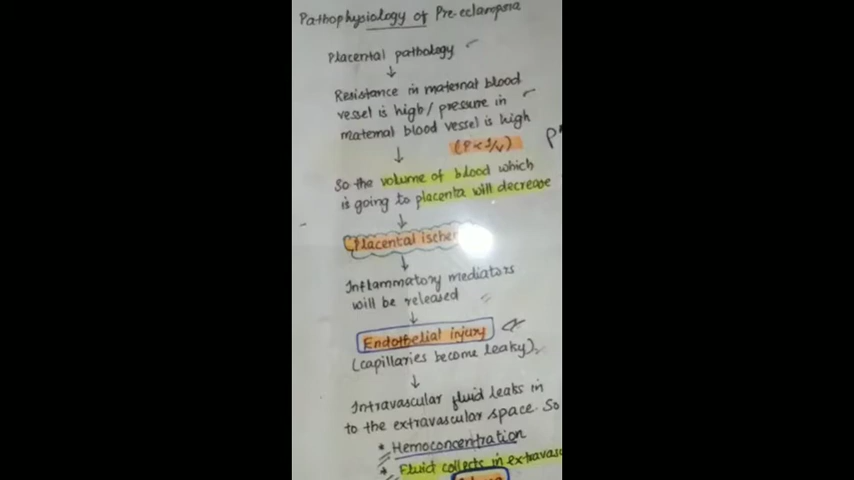 Pathophysiology of Pre-eclampsia
Placental pathology
↓
Resistance in maternal blood
vessel is high / pressure in
maternal blood vessel is high
(P ∝ 1/V)
↓
So the volume of blood which
is going to placenta will decrease
↓
Placental
↓
Inflammatory mediators
will be released
↓
Endothelial injury
(capillaries become leaky)
↓
Intravascular fluid leaks in
to the extravascular space. So
* Hemoconcentration
* Fluid collects in